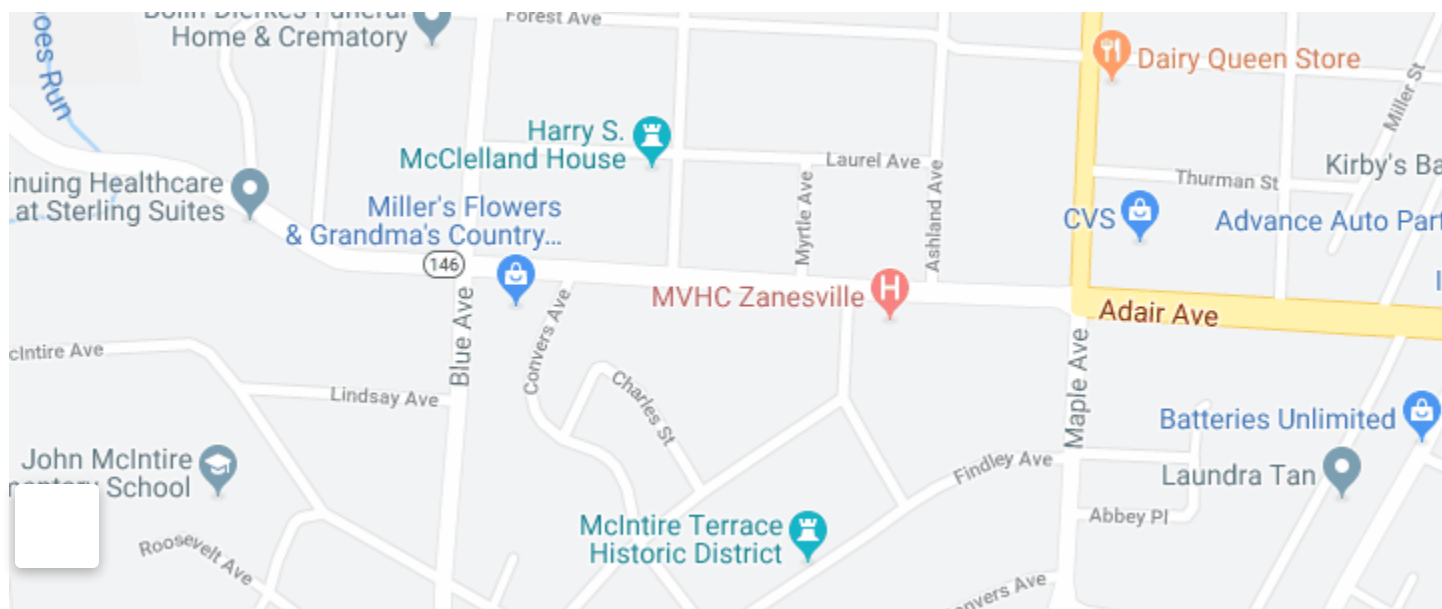 Forest Ave
Home & Crematory
oes Run
Dairy Queen Store
Miller St
Harry S.
McClelland House
Laurel Ave
Kirby's Ba
Thurman St
inuing Healthcare
at Sterling Suites
Myrtle Ave
Ashland Ave
CVS
Advance Auto Part
Miller's Flowers
& Grandma's Country...
146
MVHC Zanesville
H
Adair Ave
Blue Ave
Convers Ave
cIntire Ave
Lindsay Ave
Charles St
Maple Ave
Batteries Unlimited
John McIntire
School
Findley Ave
Laundra Tan
Abbey Pl
McIntire Terrace
Historic District
Roosevelt Ave
nvers Ave